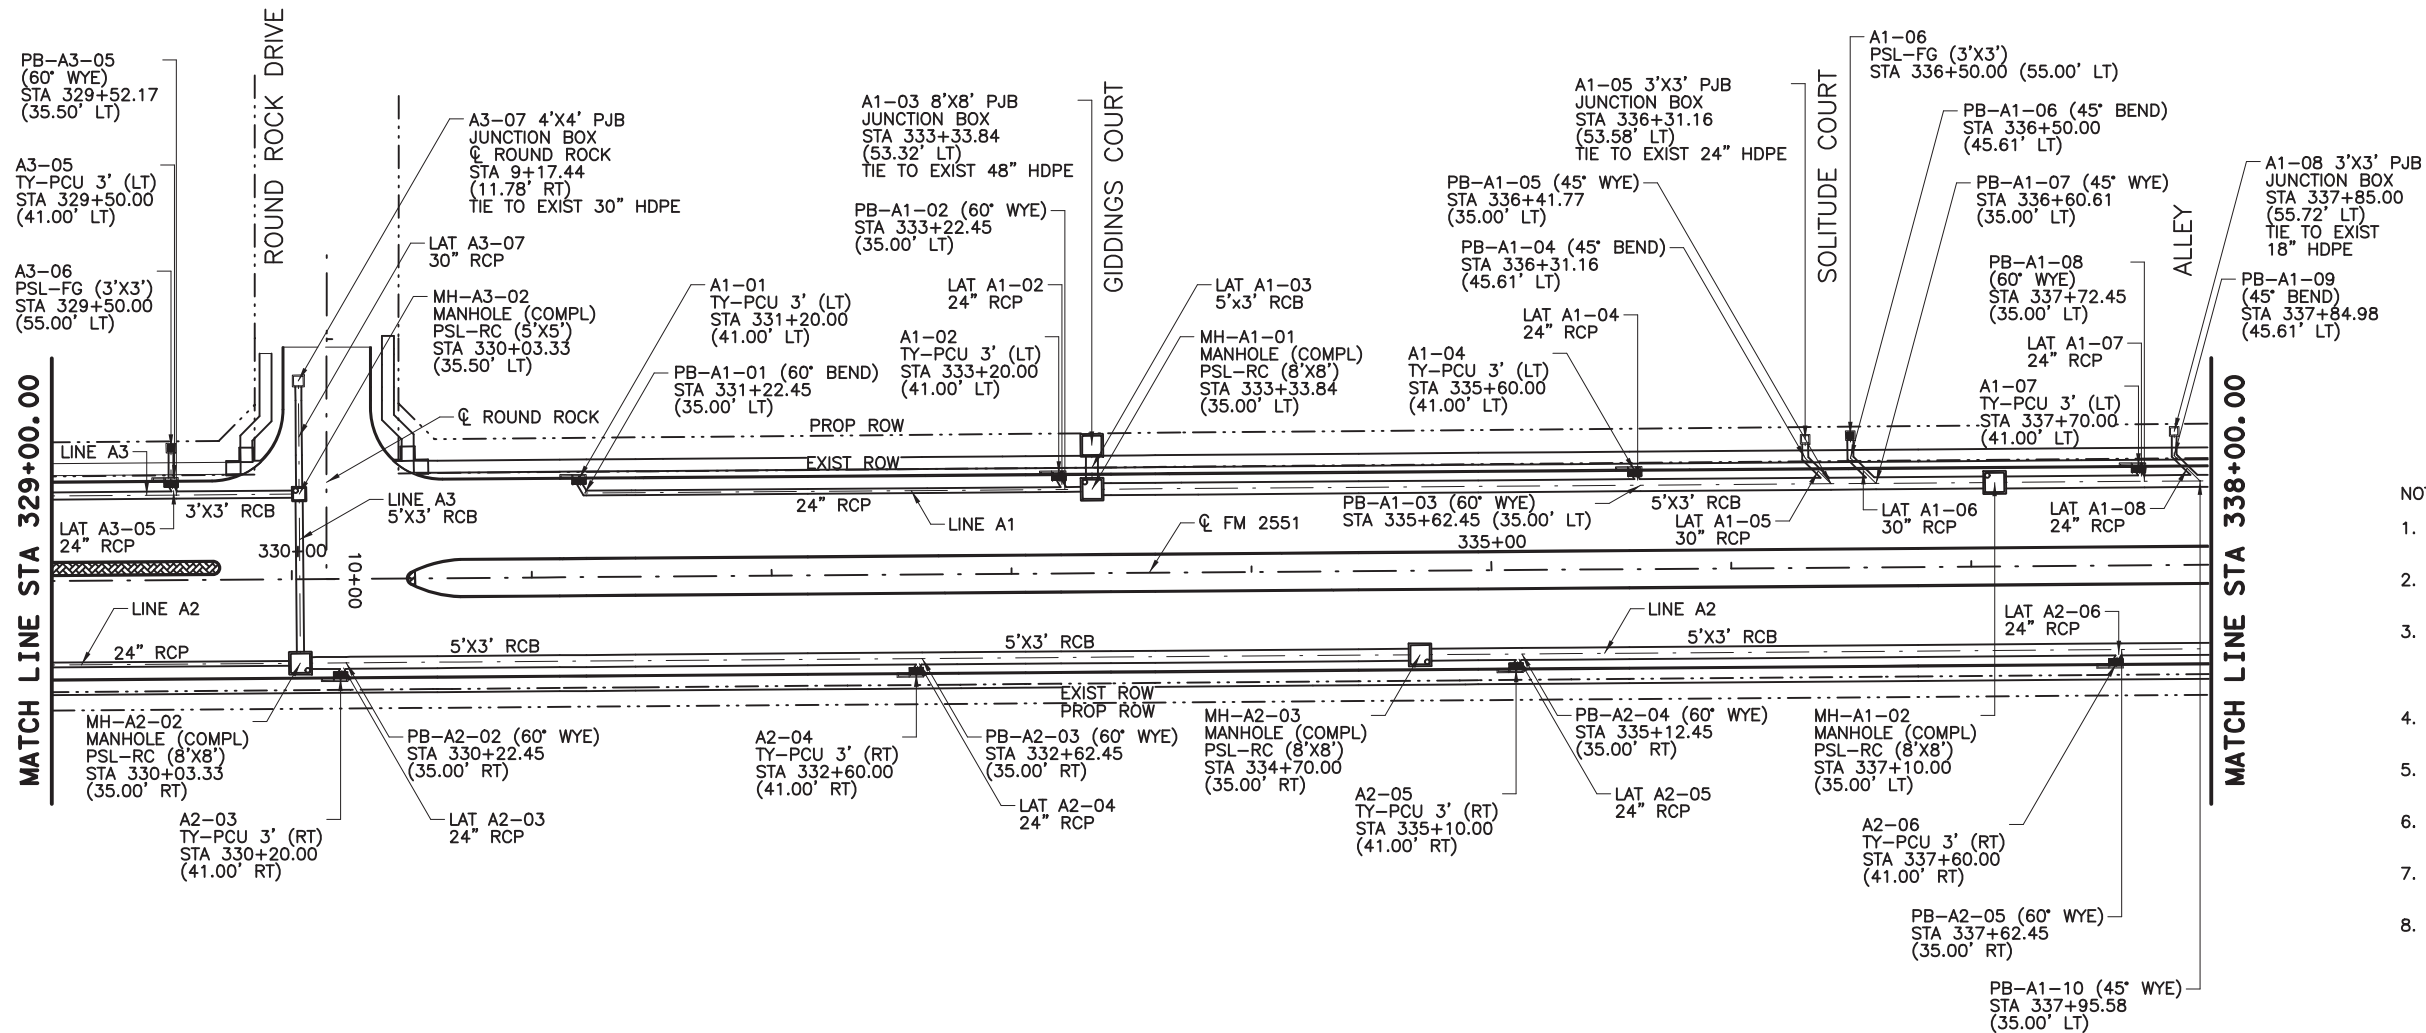 PB-A3-05
(60° WYE)
STA 329+52.17
(35.50' LT)
A3-05
TY-PCU 3' (LT)
STA 329+50.00
(41.00' LT)
A3-06
PSL-FG (3'X3')
STA 329+50.00
(55.00' LT)
ROUND ROCK DRIVE
A3-07 4'X4' PJB
JUNCTION BOX
℄ ROUND ROCK
STA 9+17.44
(11.78' RT)
TIE TO EXIST 30" HDPE
LAT A3-07
30" RCP
MH-A3-02
MANHOLE (COMPL)
PSL-RC (5'X5')
STA 330+03.33
(35.50' LT)
℄ ROUND ROCK
A1-01
TY-PCU 3' (LT)
STA 331+20.00
(41.00' LT)
PB-A1-01 (60° BEND)
STA 331+22.45
(35.00' LT)
A1-03 8'X8' PJB
JUNCTION BOX
STA 333+33.84
(53.32' LT)
TIE TO EXIST 48" HDPE
PB-A1-02 (60° WYE)
STA 333+22.45
(35.00' LT)
LAT A1-02
24" RCP
A1-02
TY-PCU 3' (LT)
STA 333+20.00
(41.00' LT)
GIDDINGS COURT
LAT A1-03
5'x3' RCB
MH-A1-01
MANHOLE (COMPL)
PSL-RC (8'X8')
STA 333+33.84
(35.00' LT)
A1-05 3'X3' PJB
JUNCTION BOX
STA 336+31.16
(53.58' LT)
TIE TO EXIST 24" HDPE
PB-A1-05 (45° WYE)
STA 336+41.77
(35.00' LT)
PB-A1-04 (45° BEND)
STA 336+31.16
(45.61' LT)
LAT A1-04
24" RCP
A1-04
TY-PCU 3' (LT)
STA 335+60.00
(41.00' LT)
SOLITUDE COURT
A1-06
PSL-FG (3'X3')
STA 336+50.00 (55.00' LT)
PB-A1-06 (45° BEND)
STA 336+50.00
(45.61' LT)
PB-A1-07 (45° WYE)
STA 336+60.61
(35.00' LT)
PB-A1-08
(60° WYE)
STA 337+72.45
(35.00' LT)
LAT A1-07
24" RCP
A1-07
TY-PCU 3' (LT)
STA 337+70.00
(41.00' LT)
ALLEY
A1-08 3'X3' PJB
JUNCTION BOX
STA 337+85.00
(55.72' LT)
TIE TO EXIST
18" HDPE
PB-A1-09
(45° BEND)
STA 337+84.98
(45.61' LT)
MATCH LINE STA 329+00.00
LINE A3
3'X3' RCB
LAT A3-05
24" RCP
LINE A3
5'X3' RCB
PROP ROW
EXIST ROW
24" RCP
LINE A1
PB-A1-03 (60° WYE)
STA 335+62.45 (35.00' LT)
5'X3' RCB
LAT A1-05
30" RCP
LAT A1-06
30" RCP
LAT A1-08
24" RCP
℄ FM 2551
330+00
10+00
335+00
LINE A2
24" RCP
5'X3' RCB
5'X3' RCB
LINE A2
5'X3' RCB
LAT A2-06
24" RCP
EXIST ROW
PROP ROW
MATCH LINE STA 338+00.00
MH-A2-02
MANHOLE (COMPL)
PSL-RC (8'X8')
STA 330+03.33
(35.00' RT)
A2-03
TY-PCU 3' (RT)
STA 330+20.00
(41.00' RT)
PB-A2-02 (60° WYE)
STA 330+22.45
(35.00' RT)
LAT A2-03
24" RCP
A2-04
TY-PCU 3' (RT)
STA 332+60.00
(41.00' RT)
PB-A2-03 (60° WYE)
STA 332+62.45
(35.00' RT)
LAT A2-04
24" RCP
MH-A2-03
MANHOLE (COMPL)
PSL-RC (8'X8')
STA 334+70.00
(35.00' RT)
A2-05
TY-PCU 3' (RT)
STA 335+10.00
(41.00' RT)
PB-A2-04 (60° WYE)
STA 335+12.45
(35.00' RT)
LAT A2-05
24" RCP
MH-A1-02
MANHOLE (COMPL)
PSL-RC (8'X8')
STA 337+10.00
(35.00' LT)
A2-06
TY-PCU 3' (RT)
STA 337+60.00
(41.00' RT)
PB-A2-05 (60° WYE)
STA 337+62.45
(35.00' RT)
PB-A1-10 (45° WYE)
STA 337+95.58
(35.00' LT)
1.
2.
3.
4.
5.
6.
7.
8.